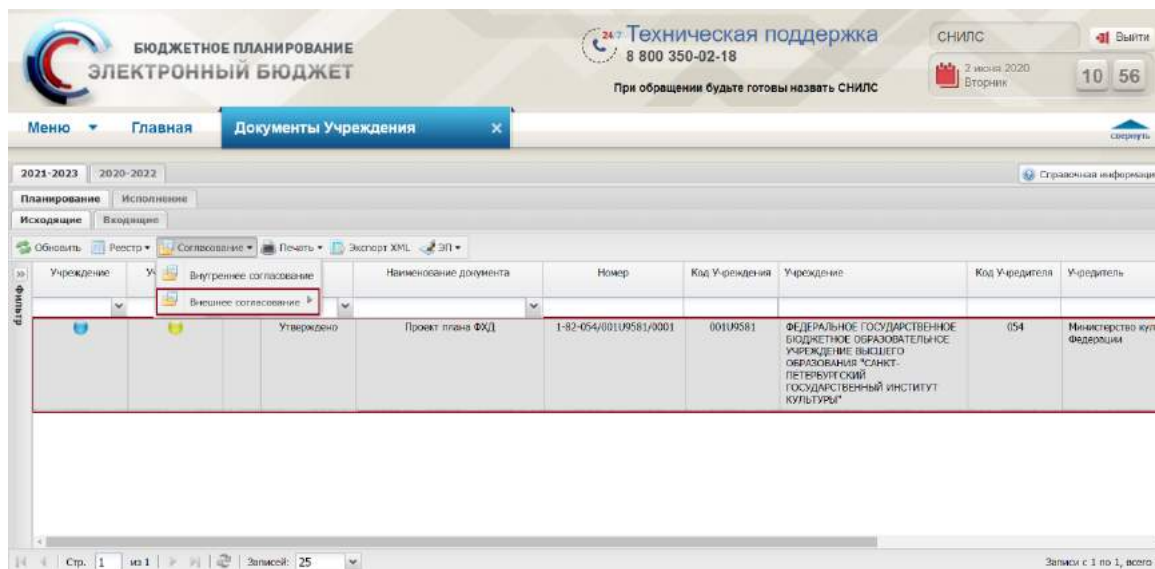 24/7 Техническая поддержка
8 800 350-02-18
При обращении будьте готовы назвать СНИЛС
БЮДЖЕТНОЕ ПЛАНИРОВАНИЕ
ЭЛЕКТРОННЫЙ БЮДЖЕТ
СНИЛС
Выйти
2 июня 2020
Вторник
10 56
Меню Главная Документы Учреждения
свернуть
2021-2023 2020-2022
Справочная информаци
Планирование Исполнение
Исходящие Входящие
Обновить Реестр Согласование Печать Экспорт XML ЭП
Фильтр
Учреждение Наименование документа Номер Код Учреждения Учреждение Код Учредителя Учредитель
Внутреннее согласование
Внешнее согласование
Утверждено Проект плана ФХД 1-82-054/001U9581/0001 001U9581
ФЕДЕРАЛЬНОЕ ГОСУДАРСТВЕННОЕ
БЮДЖЕТНОЕ ОБРАЗОВАТЕЛЬНОЕ
УЧРЕЖДЕНИЕ ВЫСШЕГО
ОБРАЗОВАНИЯ "САНКТ-
ПЕТЕРБУРГСКИЙ
ГОСУДАРСТВЕННЫЙ ИНСТИТУТ
КУЛЬТУРЫ"
054
Министерство кул
Федерации
Стр. 1 из 1 Записей: 25
Записи с 1 по 1, всего